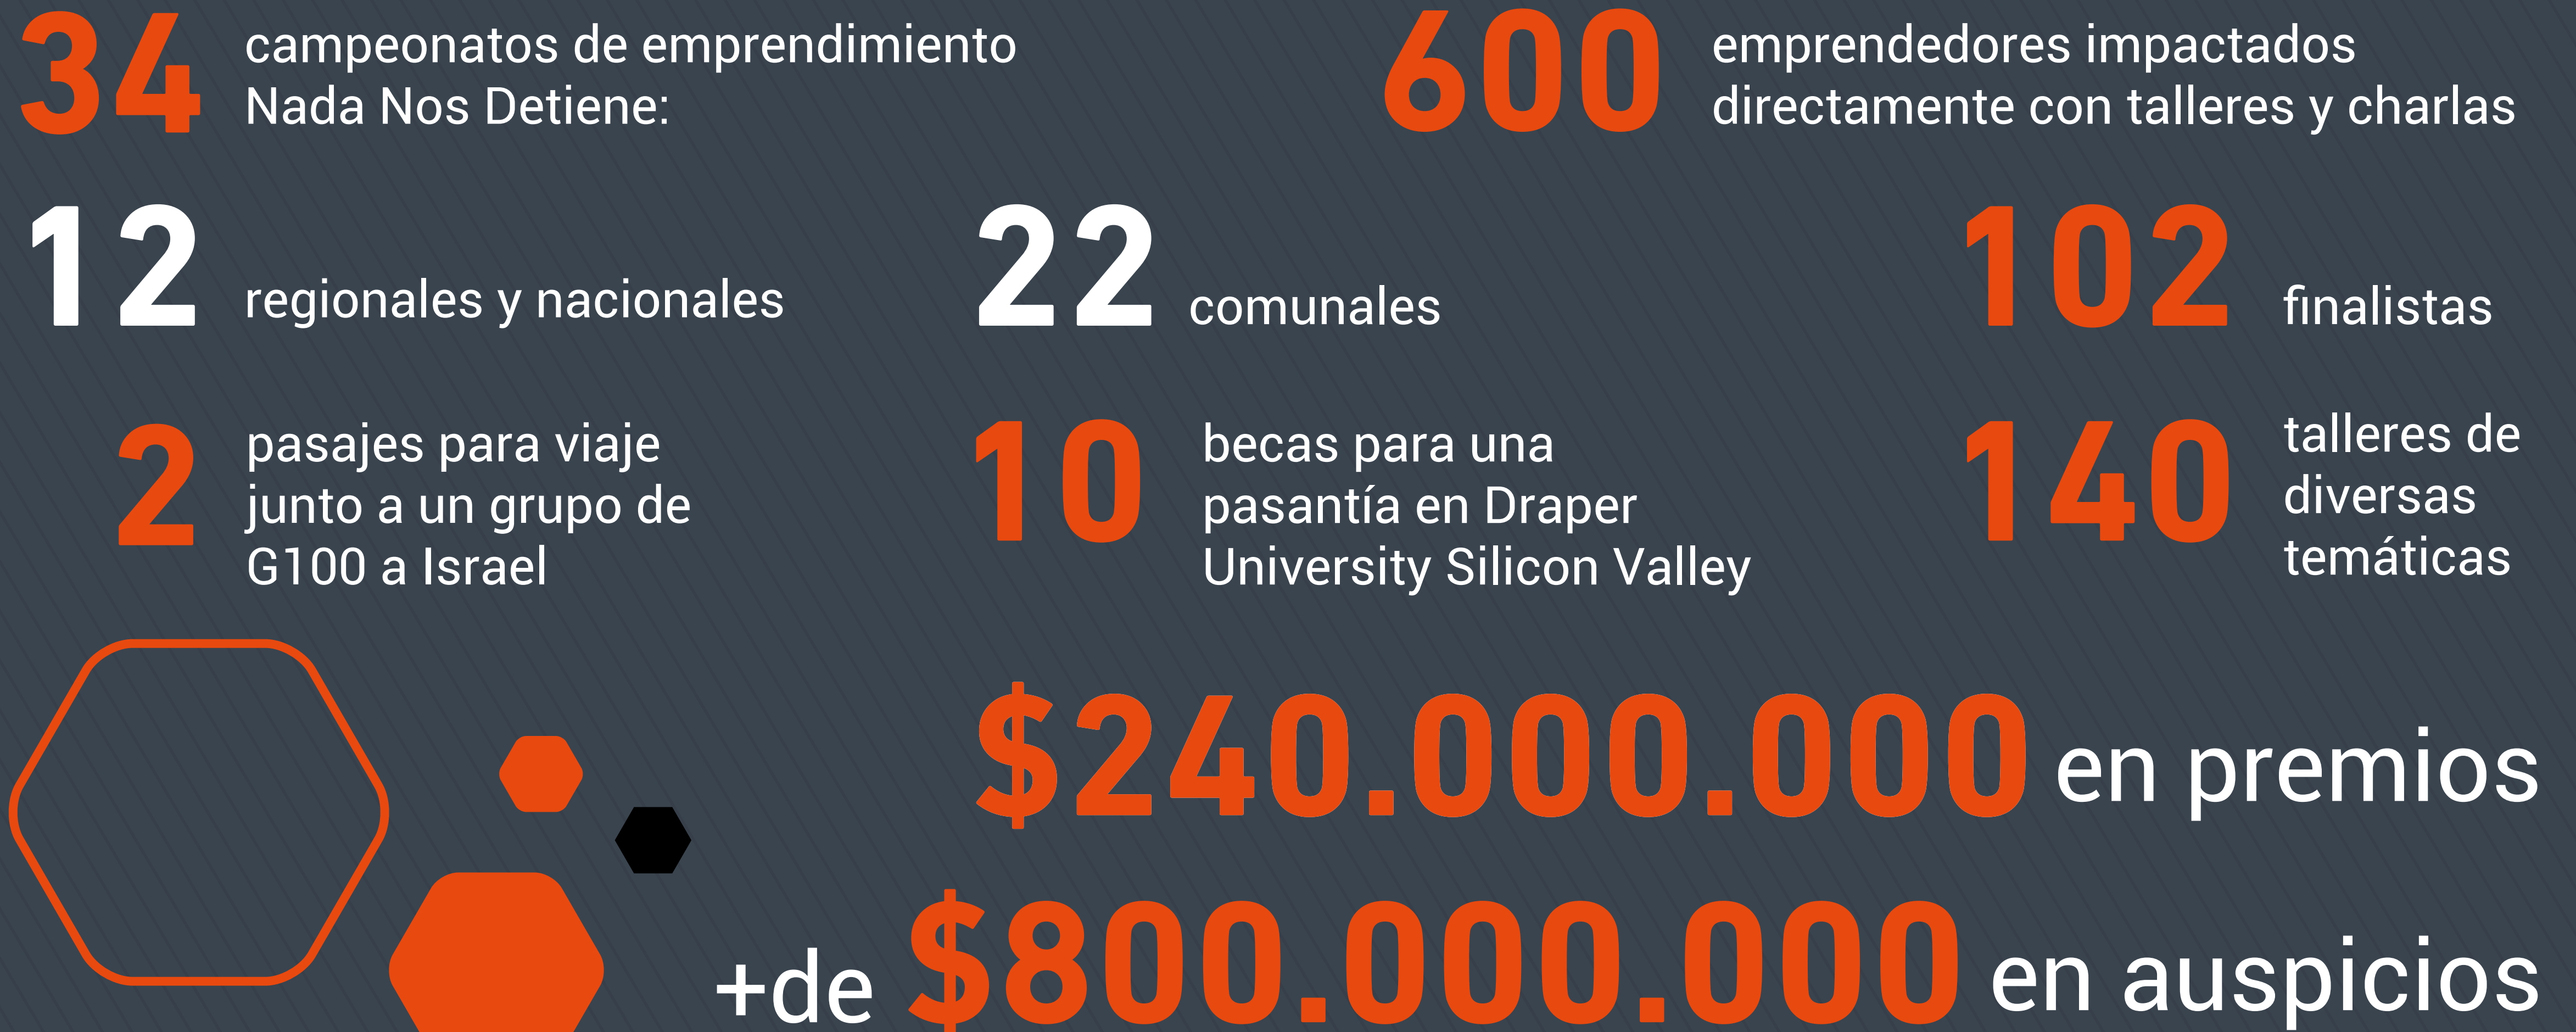 34 campeonatos de emprendimiento
Nada Nos Detiene:
600 emprendedores impactados
directamente con talleres y charlas
12 regionales y nacionales
22 comunales
102 finalistas
2 pasajes para viaje
junto a un grupo de
G100 a Israel
10 becas para una
pasantía en Draper
University Silicon Valley
140 talleres de
diversas
temáticas
$240.000.000 en premios
+de $800.000.000 en auspicios